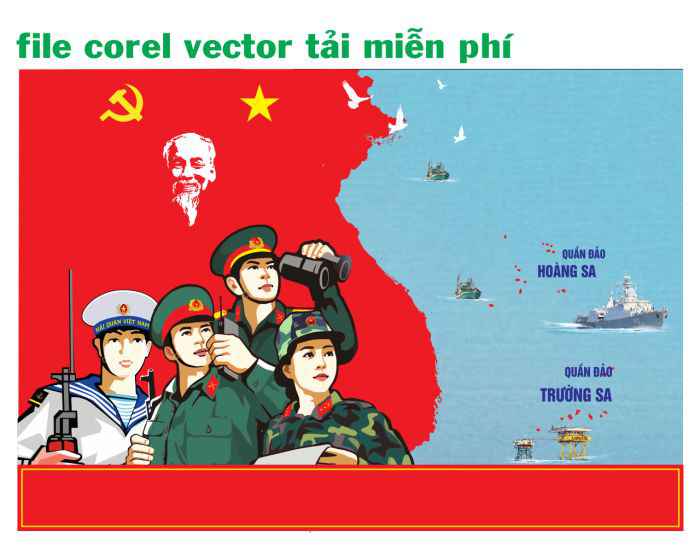 file corel vector tải miễn phí
QUẦN ĐẢO
HOÀNG SA
HẢI QUÂN VIỆT NAM
QUẦN ĐẢO
TRƯỜNG SA